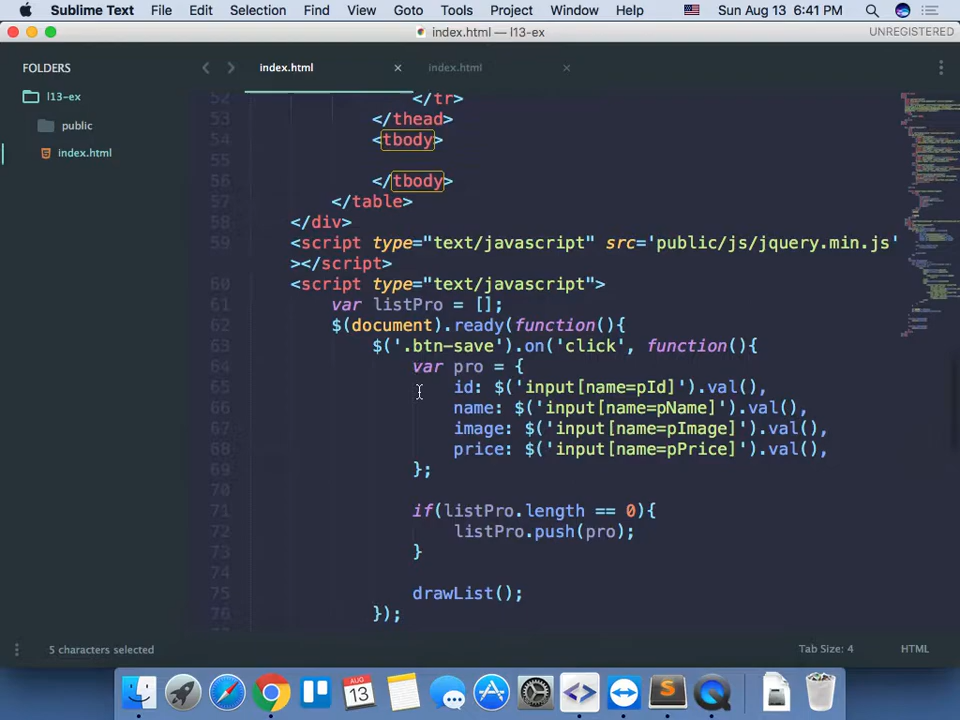 Sublime Text File Edit Selection Find View Goto Tools Project Window Help Sun Aug 13 6:41 PM
index.html — l13-ex UNREGISTERED
FOLDERS
l13-ex
public
index.html
index.html × index.html ×
52 </tr>
53 </thead>
54 <tbody>
55
56 </tbody>
57 </table>
58 </div>
59 <script type="text/javascript" src='public/js/jquery.min.js'
></script>
60 <script type="text/javascript">
61 var listPro = [];
62 $(document).ready(function(){
63 $('.btn-save').on('click', function(){
64 var pro = {
65 id: $('input[name=pId]').val(),
66 name: $('input[name=pName]').val(),
67 image: $('input[name=pImage]').val(),
68 price: $('input[name=pPrice]').val(),
69 };
70
71 if(listPro.length == 0){
72 listPro.push(pro);
73 }
74
75 drawList();
76 });
5 characters selected Tab Size: 4 HTML
AUG
13